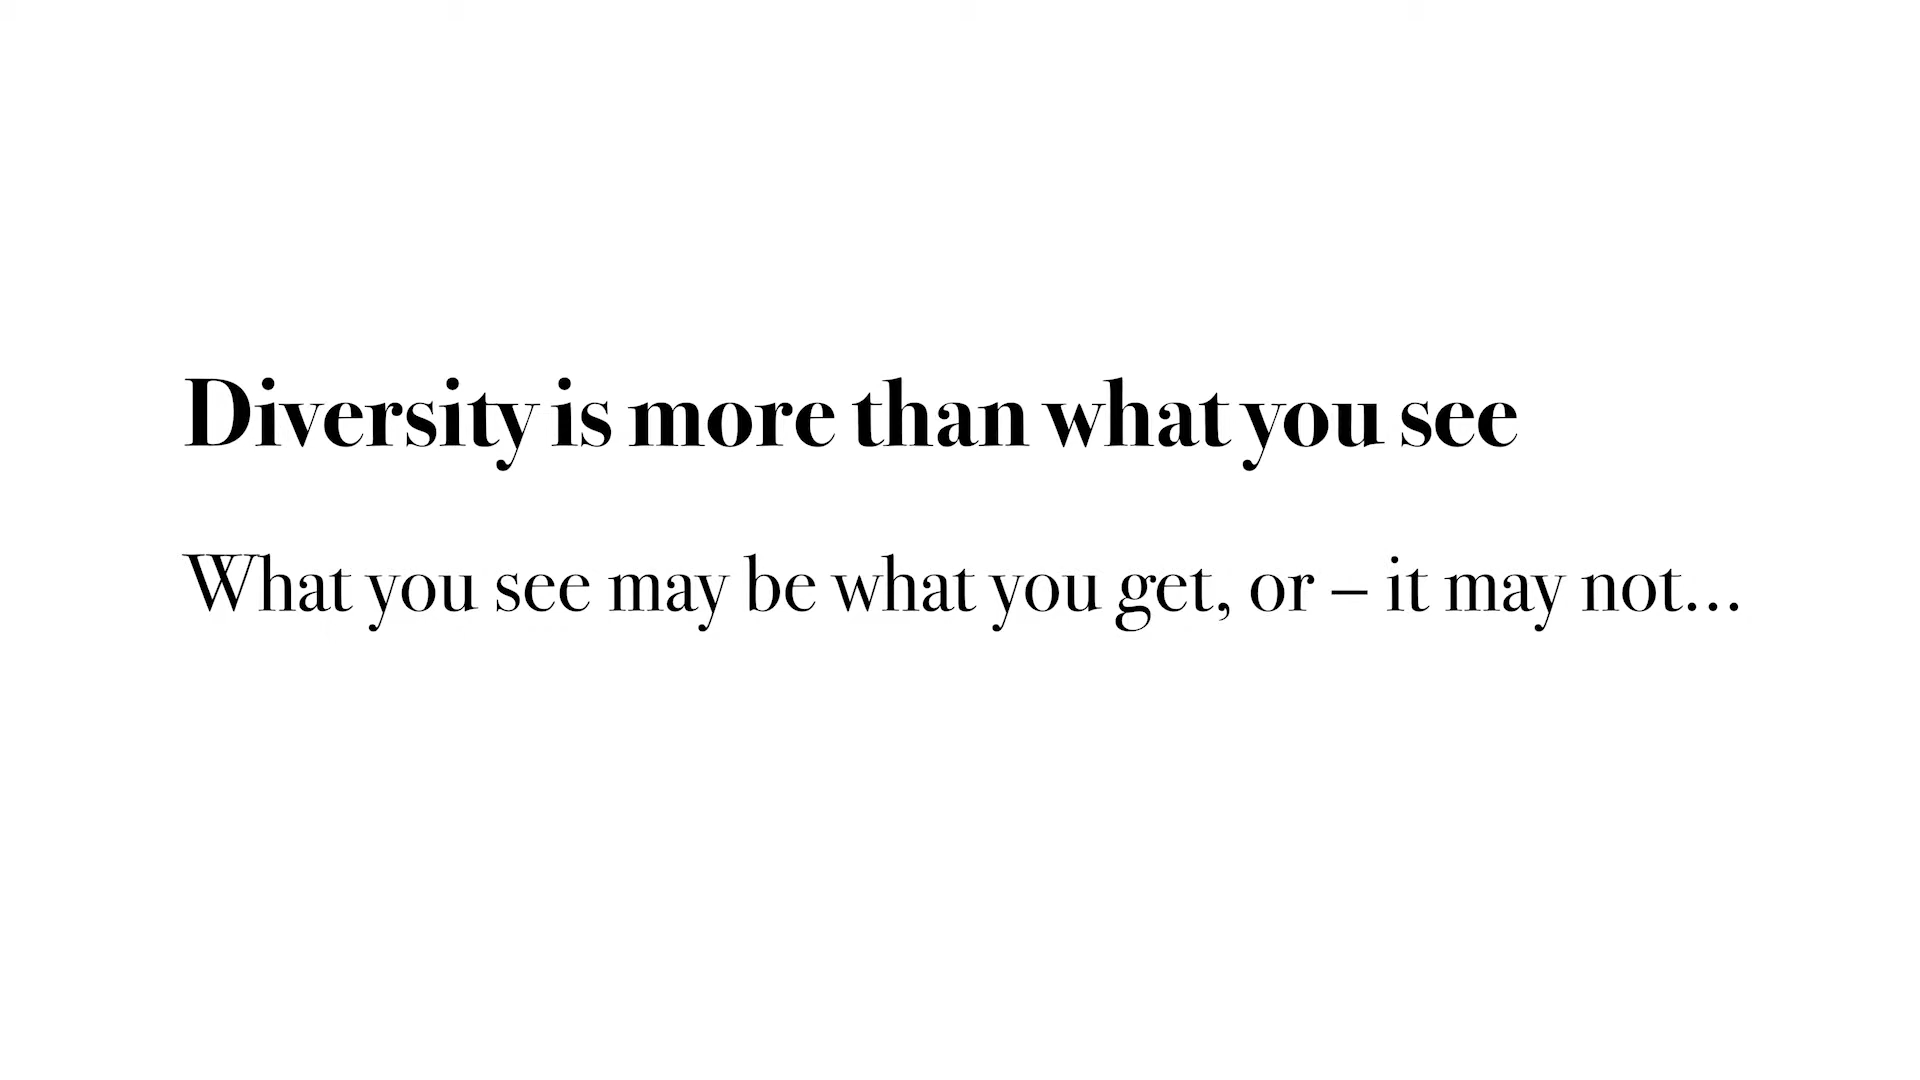 Diversity is more than what you see
What you see may be what you get, or – it may not...